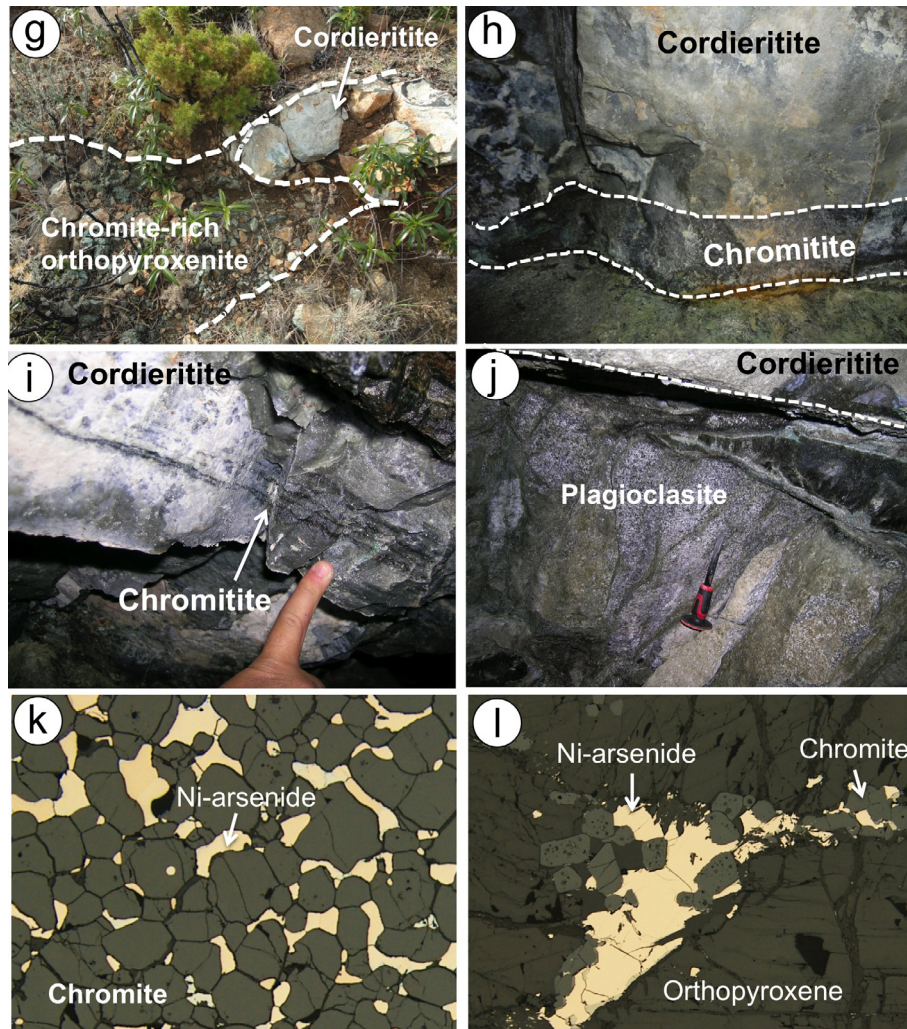 g
Cordieritite
Chromite-rich
orthopyroxenite
h
Cordieritite
Chromitite
i
Cordieritite
Chromitite
j
Cordieritite
Plagioclasite
k
Ni-arsenide
Chromite
l
Ni-arsenide
Chromite
Orthopyroxene